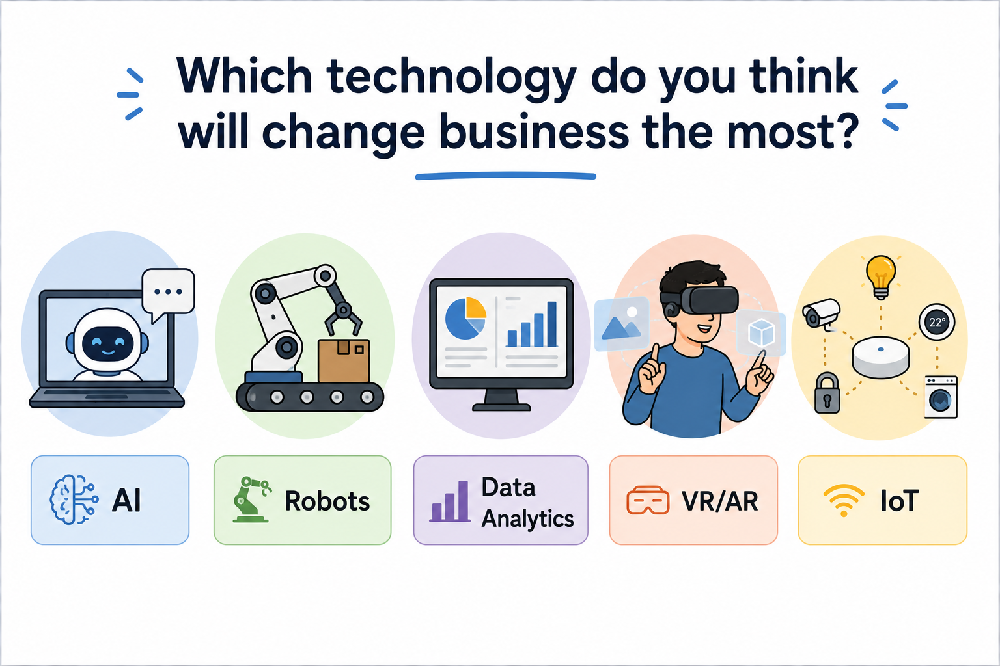 Which technology do you think
will change business the most?
22°
AI
Robots
Data
Analytics
VR/AR
IoT